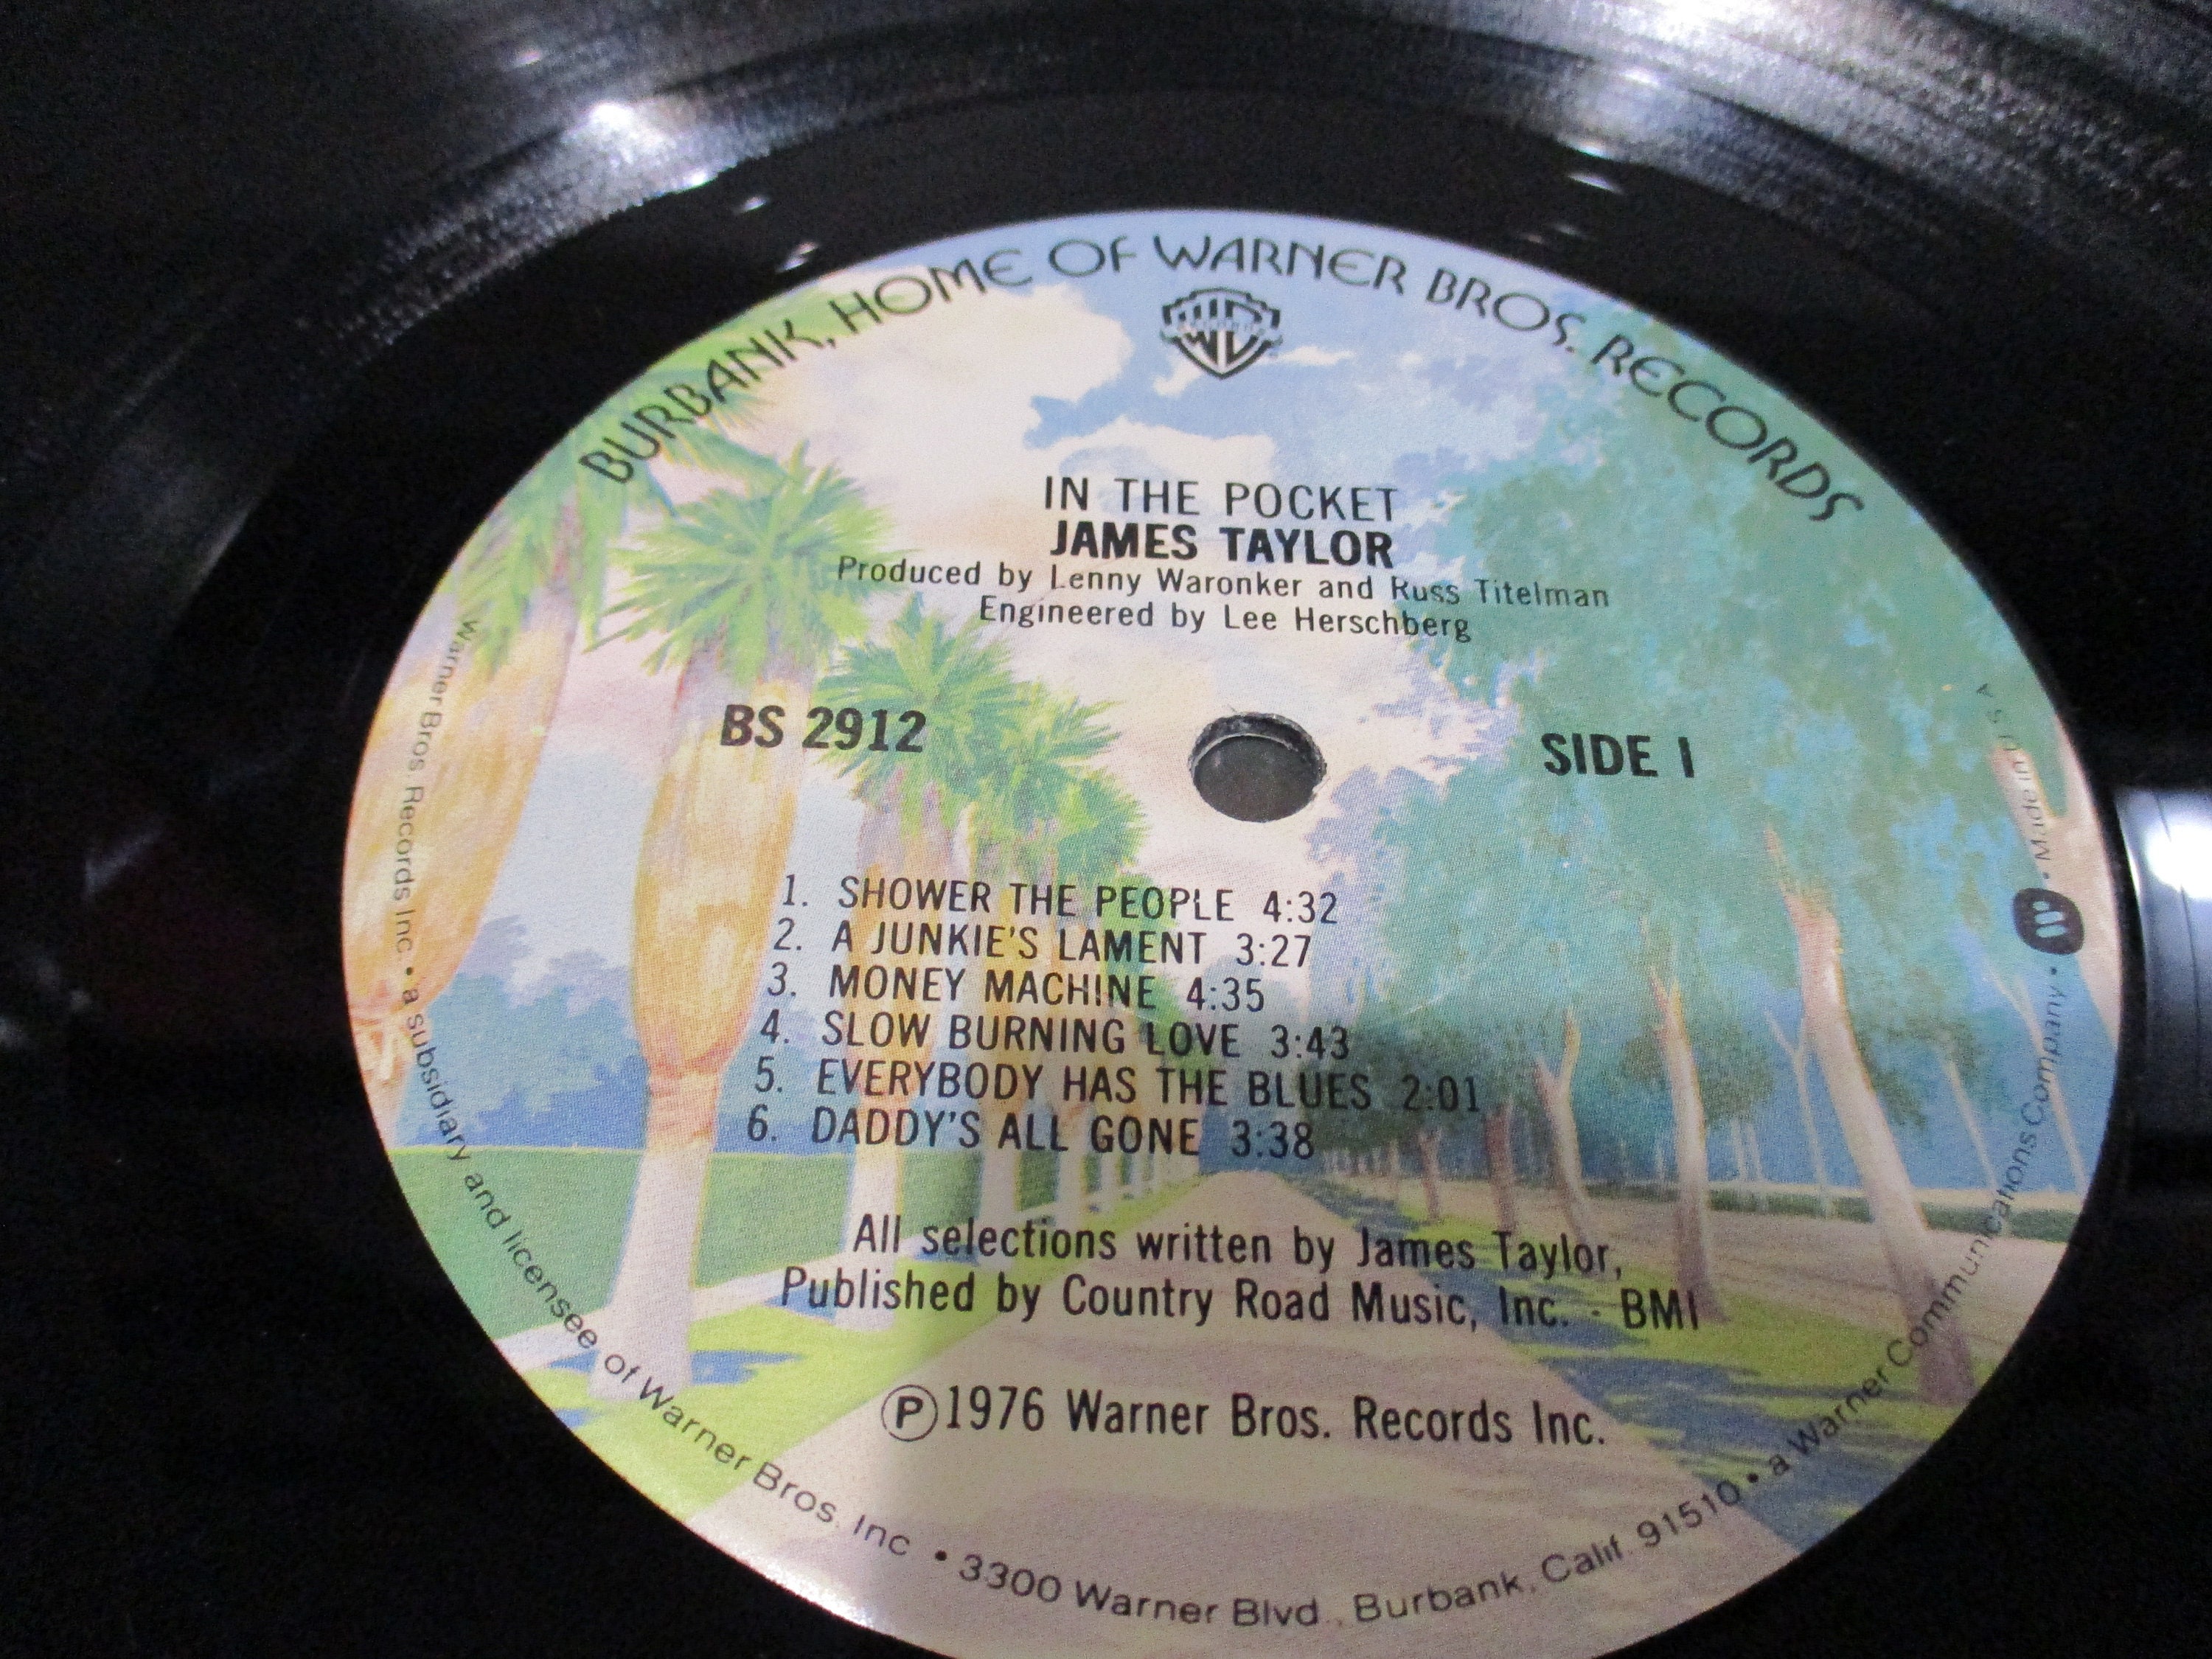 BURBANK, HOME OF WARNER BROS. RECORDS
IN THE POCKET
JAMES TAYLOR
Produced by Lenny Waronker and Russ Titelman
Engineered by Lee Herschberg
BS 2912
SIDE 1
1. SHOWER THE PEOPLE 4:32
2. A JUNKIE'S LAMENT 3:27
3. MONEY MACHINE 4:35
4. SLOW BURNING LOVE 3:43
5. EVERYBODY HAS THE BLUES 2:01
6. DADDY'S ALL GONE 3:38
All selections written by James Taylor,
Published by Country Road Music, Inc. - BMI
Ⓟ1976 Warner Bros. Records Inc.
Warner Bros. Records Inc. • a subsidiary and licensee of Warner Bros. Inc • 3300 Warner Blvd., Burbank, Calif. 91510 • a Warner Communications Company • W • Made in U S A